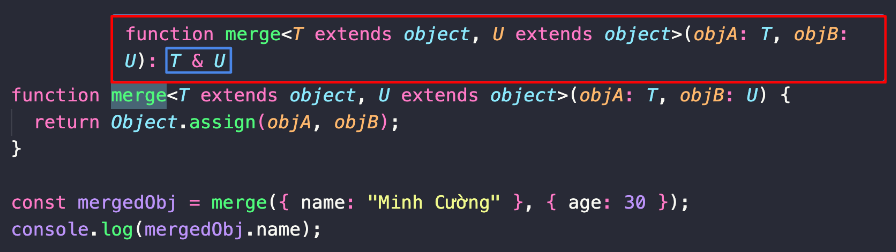 function merge<T extends object, U extends object>(objA: T, objB:
U): T & U
function merge<T extends object, U extends object>(objA: T, objB: U) {
  return Object.assign(objA, objB);
}
const mergedObj = merge({ name: "Minh Cường" }, { age: 30 });
console.log(mergedObj.name);